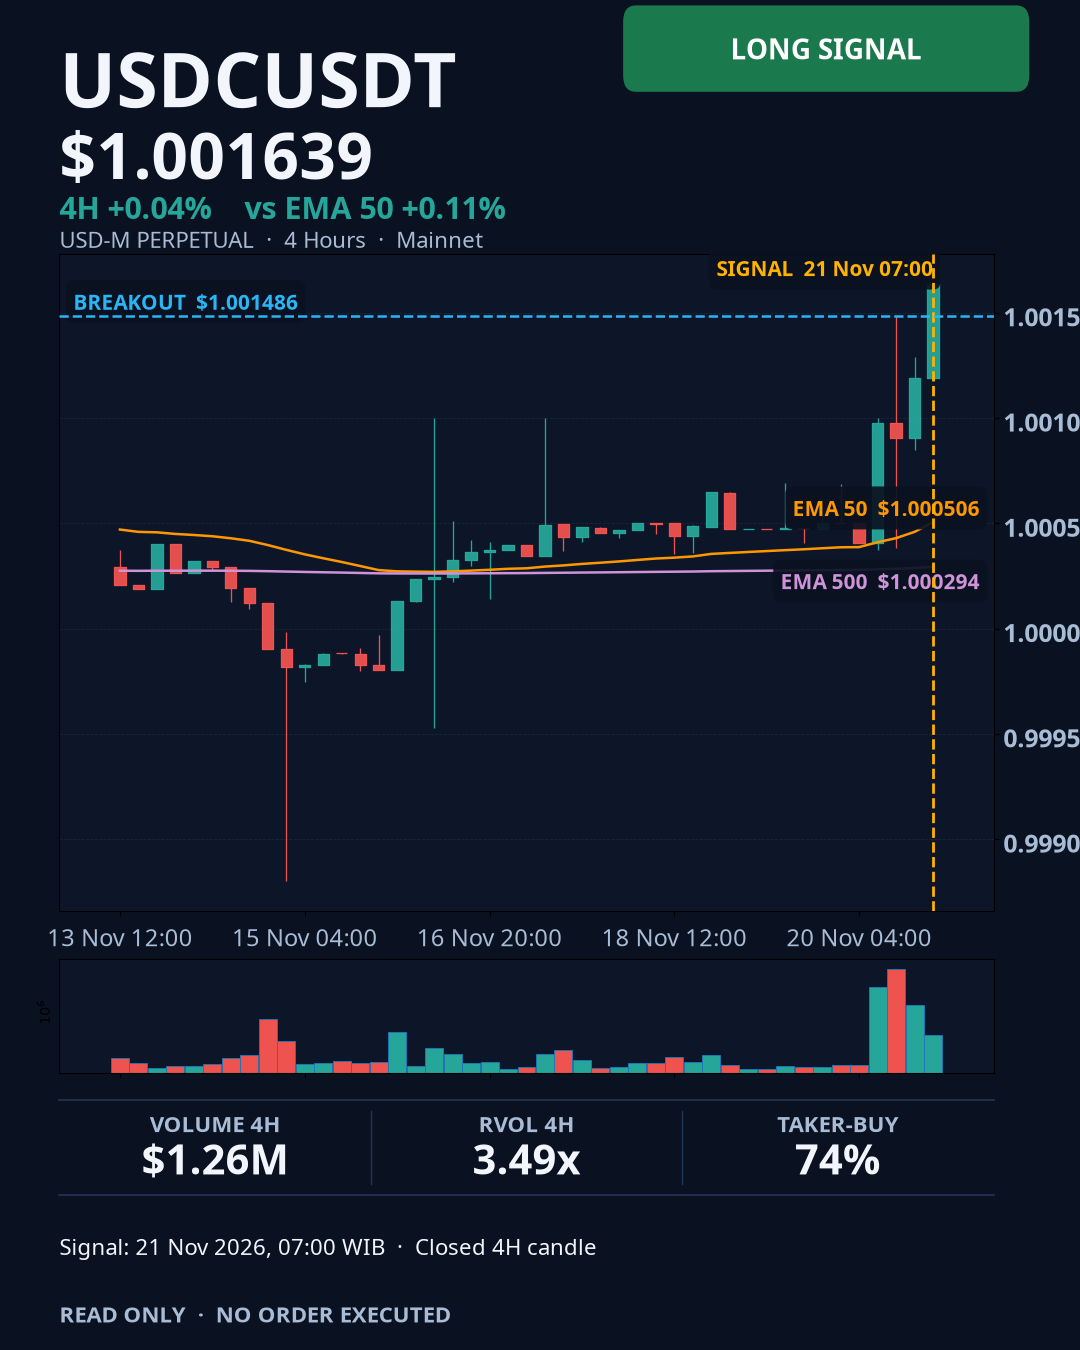 LONG SIGNAL
USDCUSDT
$1.001639
4H +0.04% vs EMA 50 +0.11%
USD-M PERPETUAL · 4 Hours · Mainnet
SIGNAL 21 Nov 07:00
BREAKOUT $1.001486
1.0015
1.0010
EMA 50 $1.000506
1.0005
EMA 500 $1.000294
1.0000
0.9995
0.9990
13 Nov 12:00 15 Nov 04:00 16 Nov 20:00 18 Nov 12:00 20 Nov 04:00
10⁶
VOLUME 4H RVOL 4H TAKER-BUY
$1.26M 3.49x 74%
Signal: 21 Nov 2026, 07:00 WIB · Closed 4H candle
READ ONLY · NO ORDER EXECUTED